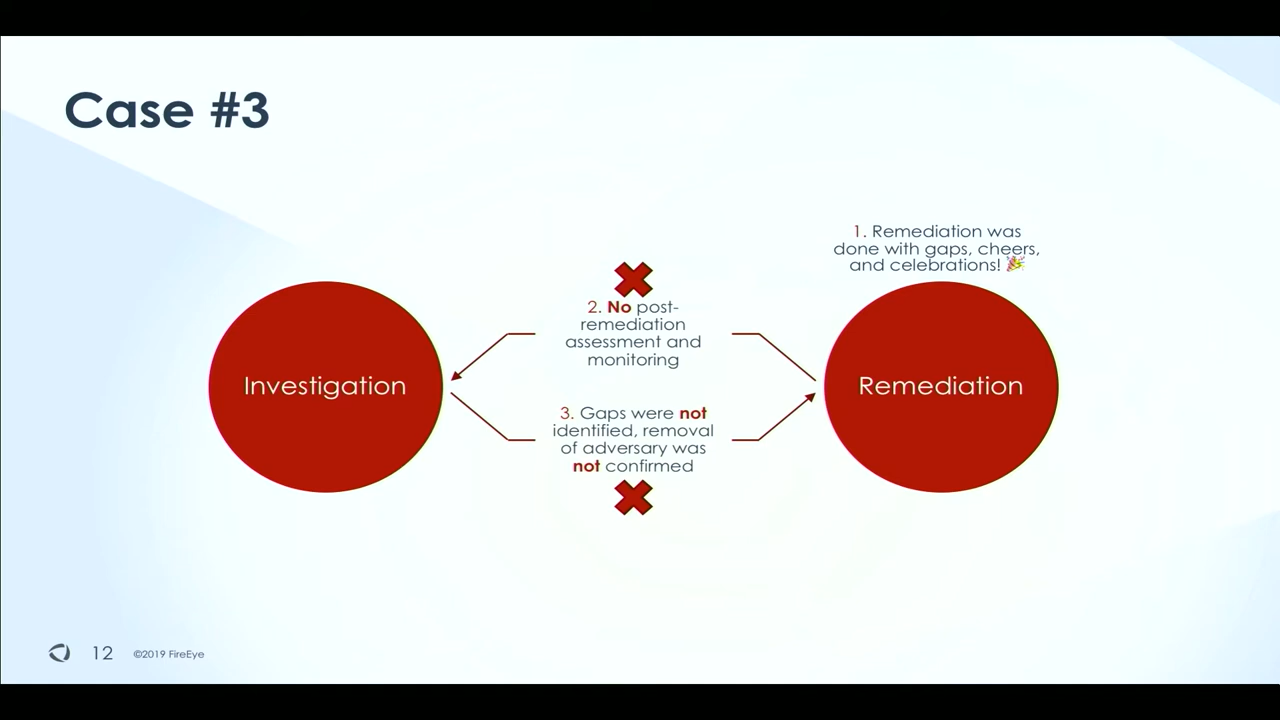 Case #3
1. Remediation was
done with gaps, cheers,
and celebrations! 🎉
2. No post-
remediation
assessment and
monitoring
Investigation
Remediation
3. Gaps were not
identified, removal
of adversary was
not confirmed
12
©2019 FireEye